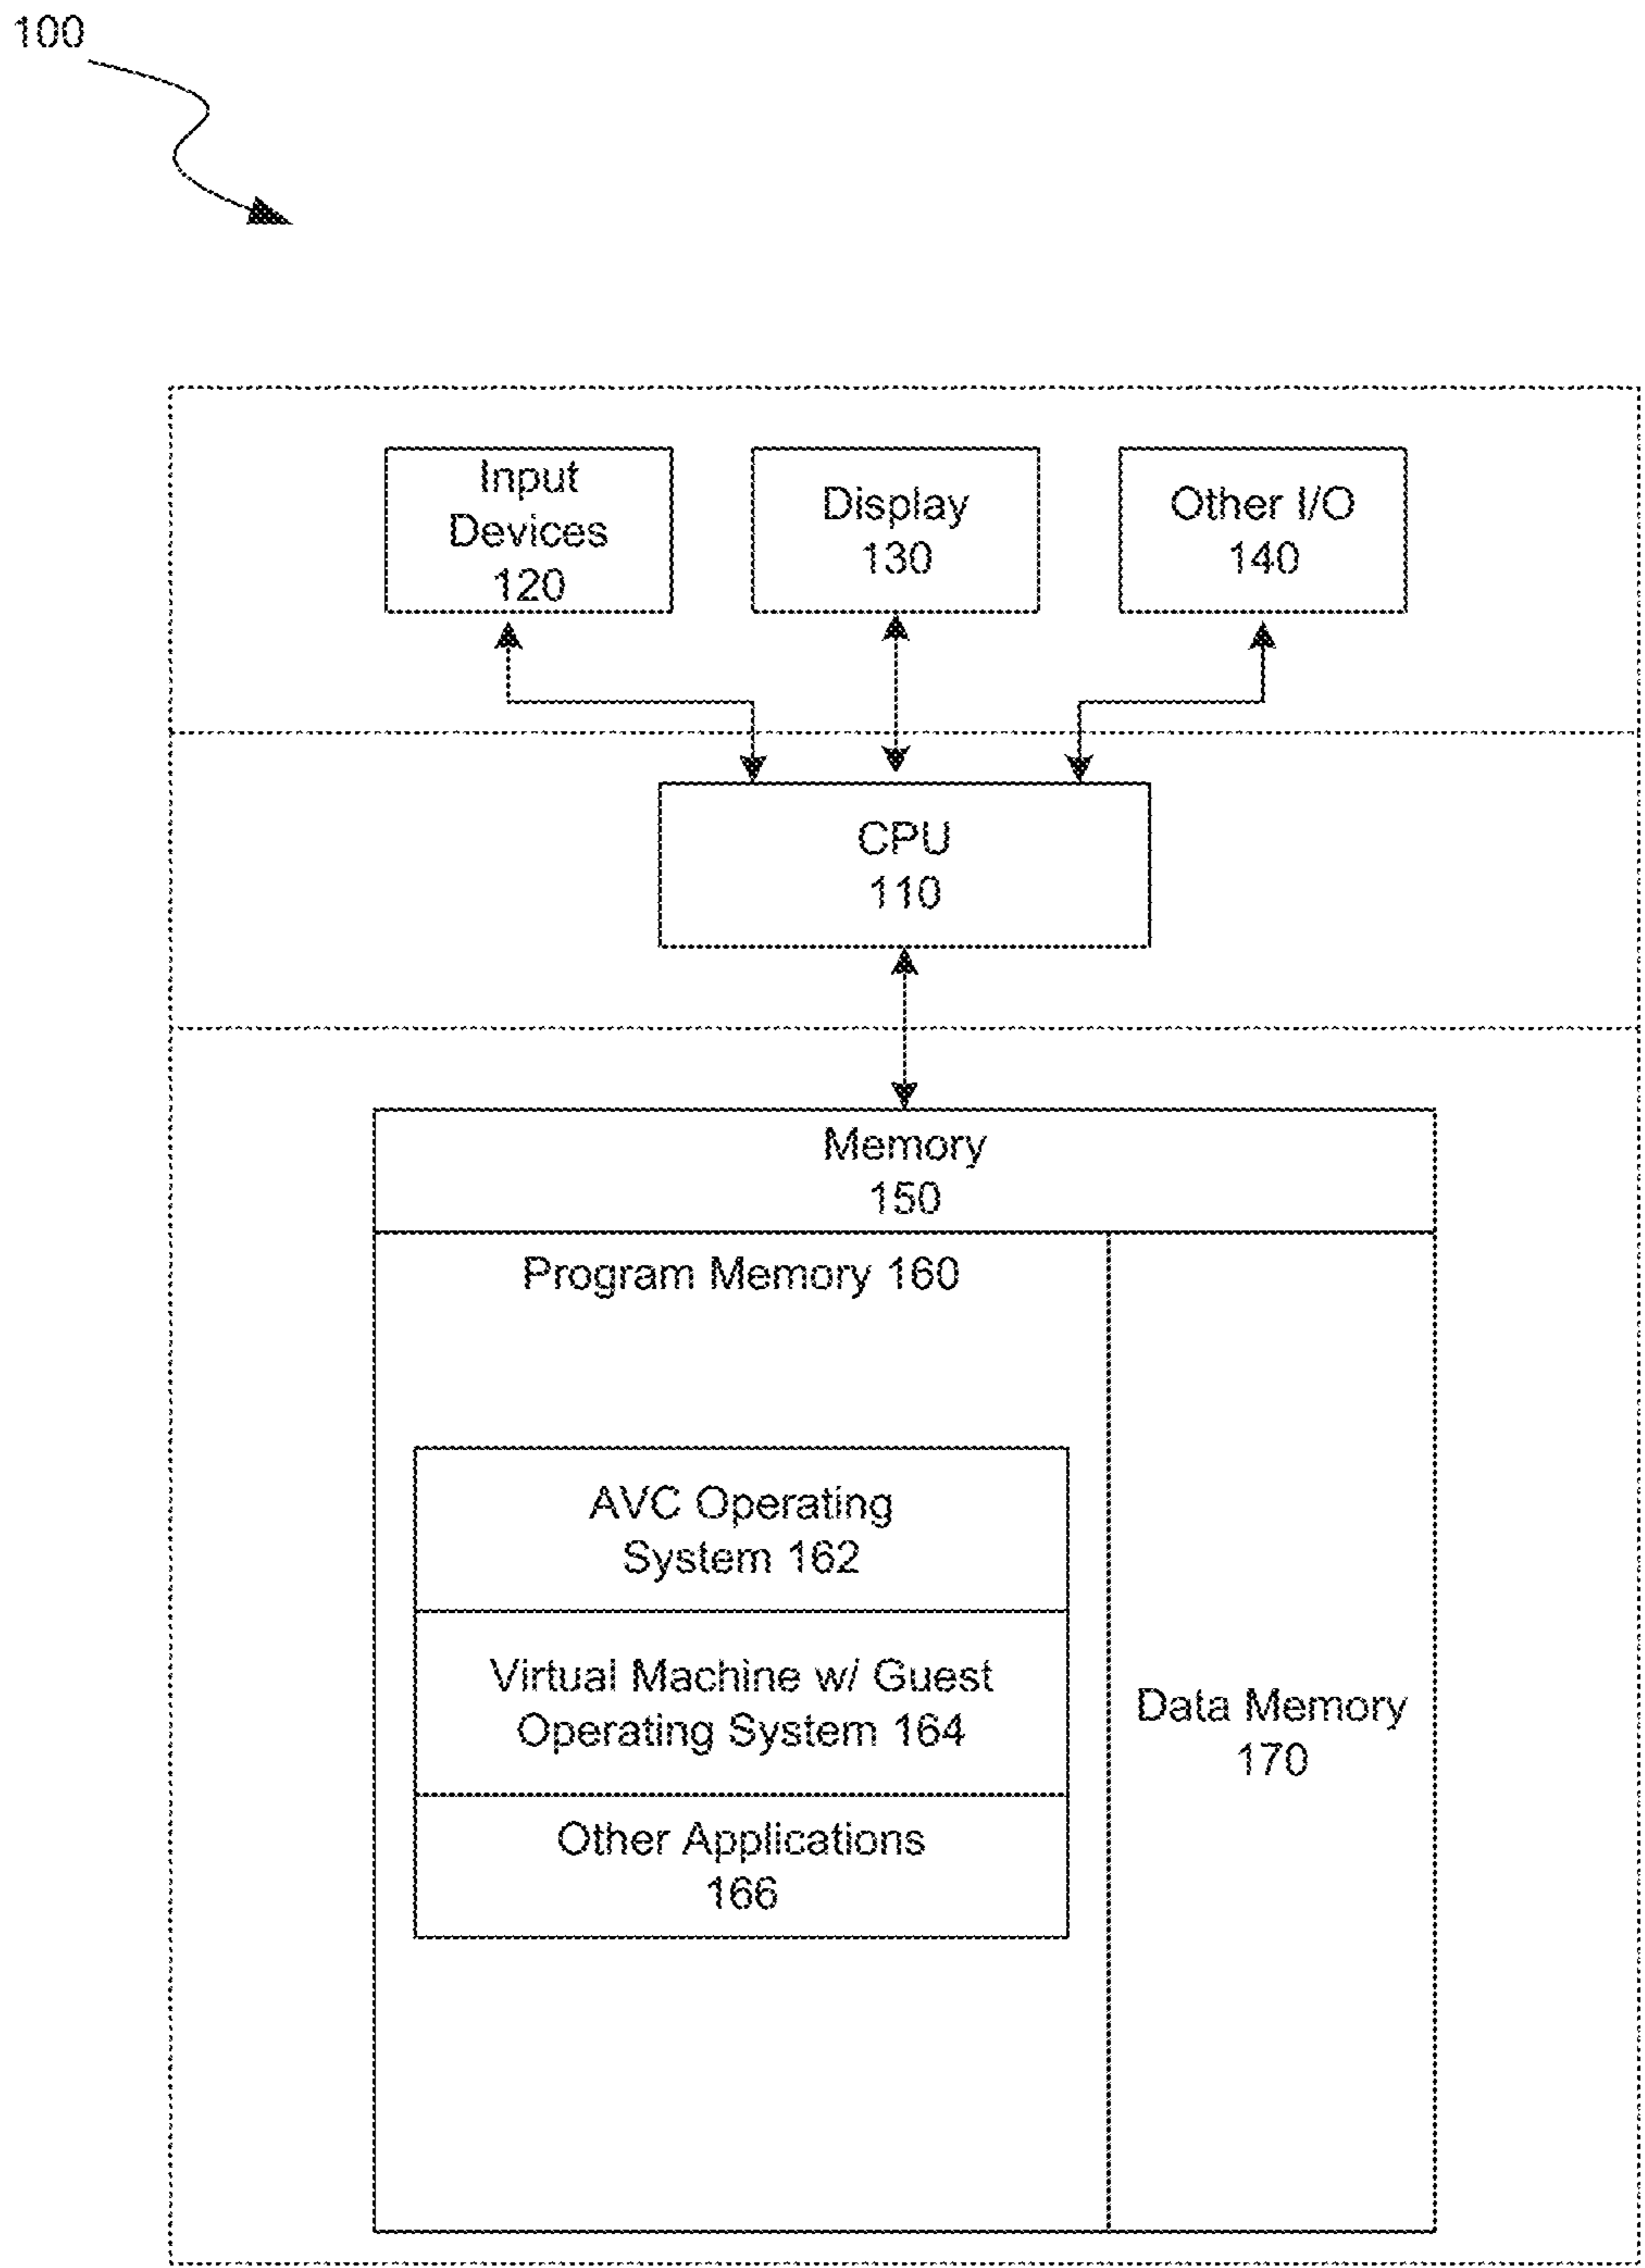 100
Input
Devices
120
Display
130
Other I/O
140
CPU
110
Memory
150
Program Memory 160
AVC Operating
System 162
Virtual Machine w/ Guest
Operating System 164
Other Applications
166
Data Memory
170